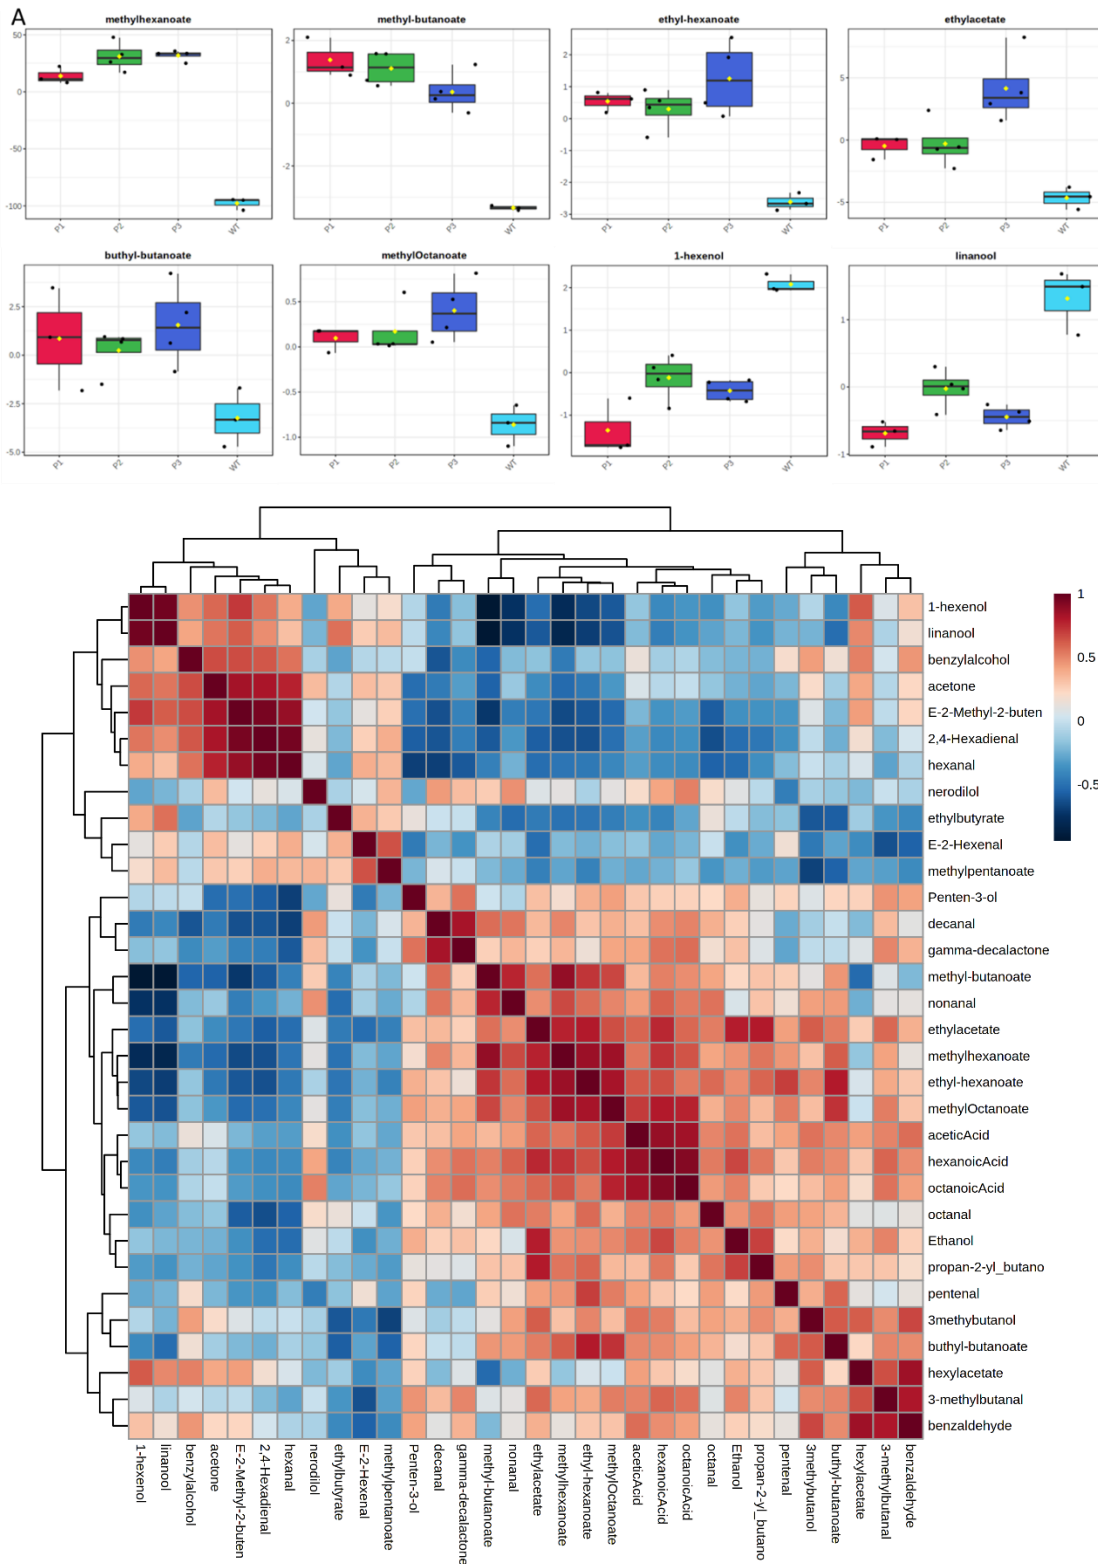 A
methylhexanoate
50
0
-50
-100
P1
P2
P3
WT
methyl-butanoate
2
0
-2
P1
P2
P3
WT
ethyl-hexanoate
2
1
0
-1
-2
-3
P1
P2
P3
WT
ethylacetate
5
0
-5
P1
P2
P3
WT
buthyl-butanoate
2.5
0.0
-2.5
-5.0
P1
P2
P3
WT
methylOctanoate
0.5
0.0
-0.5
-1.0
P1
P2
P3
WT
1-hexenol
2
1
0
-1
P1
P2
P3
WT
linanool
1
0
-1
P1
P2
P3
WT
1-hexenol
linanool
benzylalcohol
acetone
E-2-Methyl-2-buten
2,4-Hexadienal
hexanal
nerodilol
ethylbutyrate
E-2-Hexenal
methylpentanoate
Penten-3-ol
decanal
gamma-decalactone
methyl-butanoate
nonanal
ethylacetate
methylhexanoate
ethyl-hexanoate
methylOctanoate
aceticAcid
hexanoicAcid
octanoicAcid
octanal
Ethanol
propan-2-yl_butano
pentenal
3methybutanol
buthyl-butanoate
hexylacetate
3-methylbutanal
benzaldehyde
1
0.5
0
-0.5
1-hexenol
linanool
benzylalcohol
acetone
E-2-Methyl-2-buten
2,4-Hexadienal
hexanal
nerodilol
ethylbutyrate
E-2-Hexenal
methylpentanoate
Penten-3-ol
decanal
gamma-decalactone
methyl-butanoate
nonanal
ethylacetate
methylhexanoate
ethyl-hexanoate
methylOctanoate
aceticAcid
hexanoicAcid
octanoicAcid
octanal
Ethanol
propan-2-yl_butano
pentenal
3methybutanol
buthyl-butanoate
hexylacetate
3-methylbutanal
benzaldehyde